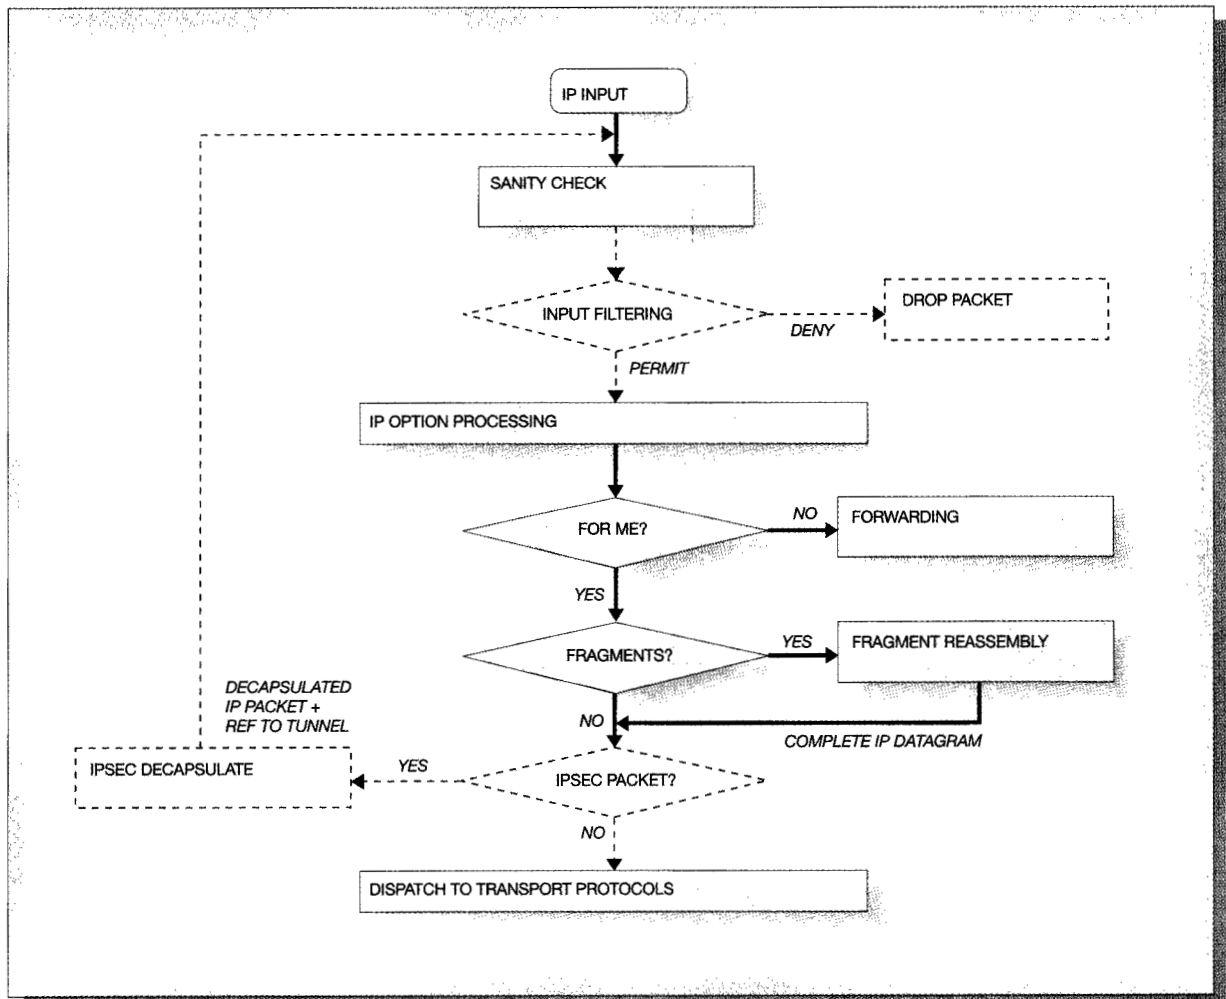 IP INPUT
SANITY CHECK
INPUT FILTERING
DROP PACKET
DENY
PERMIT
IP OPTION PROCESSING
FOR ME?
NO
FORWARDING
YES
FRAGMENTS?
YES
FRAGMENT REASSEMBLY
DECAPSULATED
IP PACKET +
REF TO TUNNEL
NO
COMPLETE IP DATAGRAM
IPSEC DECAPSULATE
YES
IPSEC PACKET?
NO
DISPATCH TO TRANSPORT PROTOCOLS